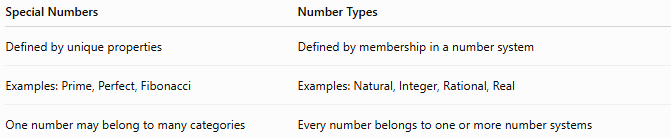 Special Numbers Number Types
Defined by unique properties Defined by membership in a number system
Examples: Prime, Perfect, Fibonacci Examples: Natural, Integer, Rational, Real
One number may belong to many categories Every number belongs to one or more number systems